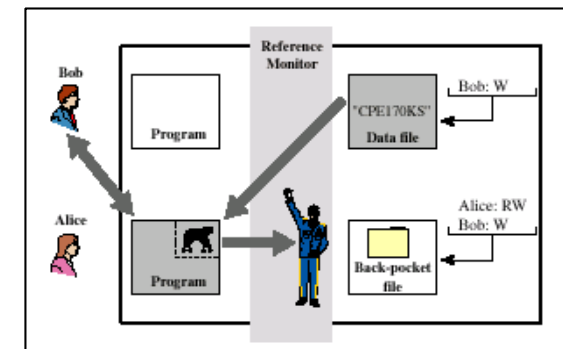 Reference
Monitor
Bob
Program
"CPE170KS"
Data file
Bob: W
Alice
Program
Alice: RW
Bob: W
Back-pocket
file